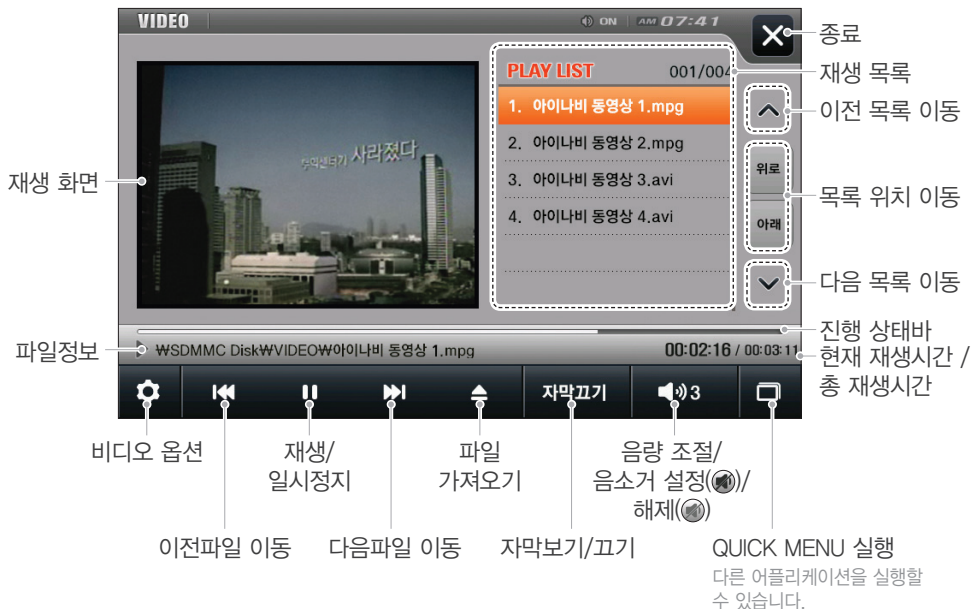 VIDEO
ON AM 07:41
종료
PLAY LIST 001/004
재생 목록
1. 아이나비 동영상 1.mpg
이전 목록 이동
2. 아이나비 동영상 2.mpg
사라졌다
위로
재생 화면
3. 아이나비 동영상 3.avi
목록 위치 이동
4. 아이나비 동영상 4.avi
아래
다음 목록 이동
진행 상태바
파일정보
₩SDMMC Disk₩VIDEO₩아이나비 동영상 1.mpg
00:02:16 / 00:03:11
현재 재생시간 /
총 재생시간
자막끄기
3
비디오 옵션
재생/
일시정지
파일
가져오기
음량 조절/
음소거 설정()/
해제()
이전파일 이동
다음파일 이동
자막보기/끄기
QUICK MENU 실행
다른 어플리케이션을 실행할
수 있습니다.